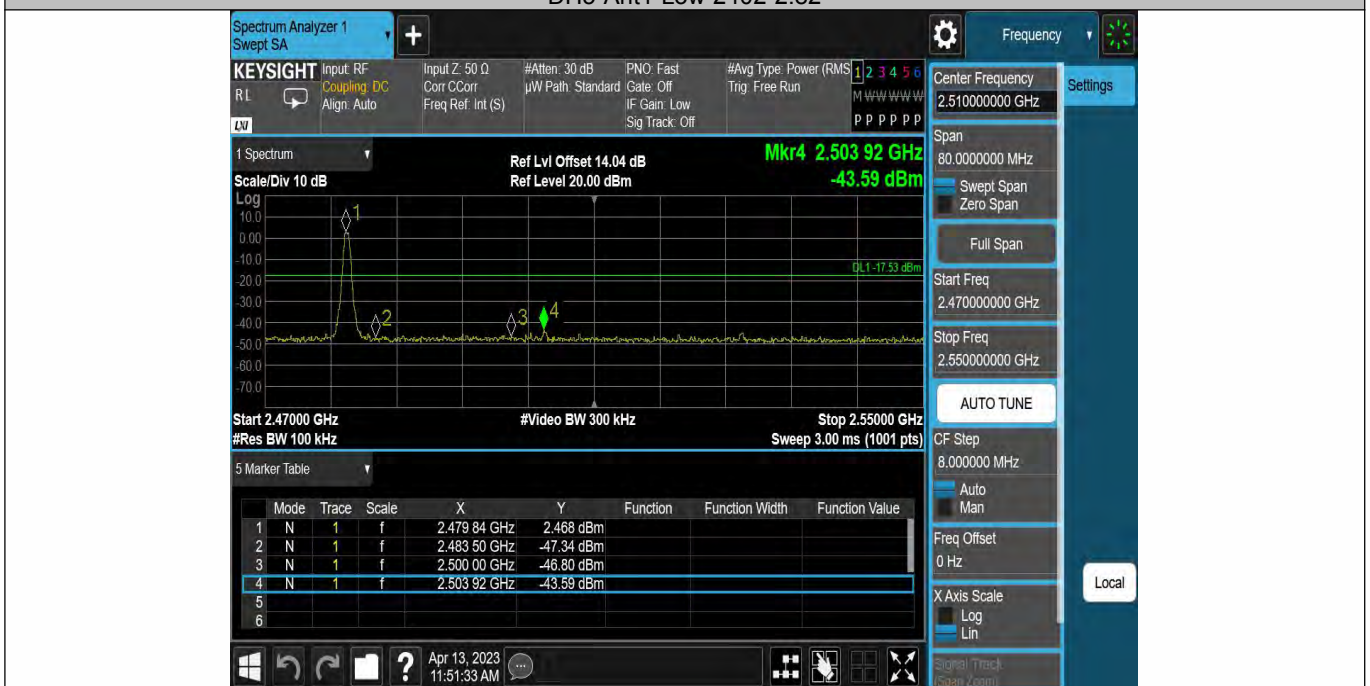 Spectrum Analyzer 1
Swept SA
+
Frequency
KEYSIGHT
RL
LXI
Input: RF
Coupling: DC
Align: Auto
Input Z: 50 Ω
Corr CCorr
Freq Ref: Int (S)
#Atten: 30 dB
µW Path: Standard
PNO: Fast
Gate: Off
IF Gain: Low
Sig Track: Off
#Avg Type: Power (RMS
Trig: Free Run
1 2 3 4 5 6
M W W W W W
P P P P P P
1 Spectrum
Scale/Div 10 dB
Ref Lvl Offset 14.04 dB
Ref Level 20.00 dBm
Mkr4 2.503 92 GHz
-43.59 dBm
Log
10.0
0.00
-10.0
-20.0
-30.0
-40.0
-50.0
-60.0
-70.0
1
2
3
4
DL1 -17.53 dBm
Start 2.47000 GHz
#Video BW 300 kHz
Stop 2.55000 GHz
#Res BW 100 kHz
Sweep 3.00 ms (1001 pts)
5 Marker Table
Mode Trace Scale X Y Function Function Width Function Value
1 N 1 f 2.479 84 GHz 2.468 dBm
2 N 1 f 2.483 50 GHz -47.34 dBm
3 N 1 f 2.500 00 GHz -46.80 dBm
4 N 1 f 2.503 92 GHz -43.59 dBm
5
6
?
Apr 13, 2023
11:51:33 AM
Center Frequency
2.510000000 GHz
Span
80.0000000 MHz
Swept Span
Zero Span
Full Span
Start Freq
2.470000000 GHz
Stop Freq
2.550000000 GHz
AUTO TUNE
CF Step
8.000000 MHz
Auto
Man
Freq Offset
0 Hz
X Axis Scale
Log
Lin
Signal Track
(Span Zoom)
Settings
Local